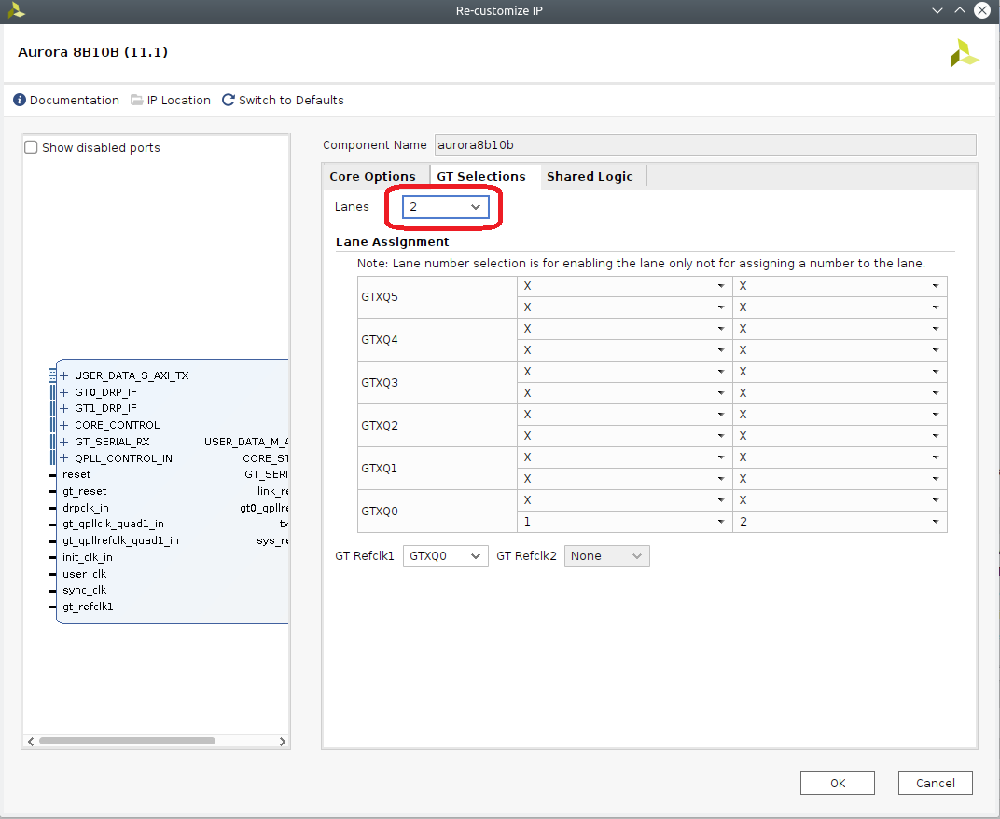 Re-customize IP
Aurora 8B10B (11.1)
Documentation IP Location Switch to Defaults
Show disabled ports
USER_DATA_S_AXI_TX
GT0_DRP_IF
GT1_DRP_IF
CORE_CONTROL
GT_SERIAL_RX USER_DATA_M_A
QPLL_CONTROL_IN CORE_ST
reset GT_SERI
gt_reset link_re
drpclk_in gt0_qpllre
gt_qpllclk_quad1_in tx
gt_qpllrefclk_quad1_in sys_re
init_clk_in
user_clk
sync_clk
gt_refclk1
Component Name aurora8b10b
Core Options GT Selections Shared Logic
Lanes 2
Lane Assignment
Note: Lane number selection is for enabling the lane only not for assigning a number to the lane.
GTXQ5
X X
X X
GTXQ4
X X
X X
GTXQ3
X X
X X
GTXQ2
X X
X X
GTXQ1
X X
X X
GTXQ0
X X
1 2
GT Refclk1 GTXQ0 GT Refclk2 None
OK Cancel